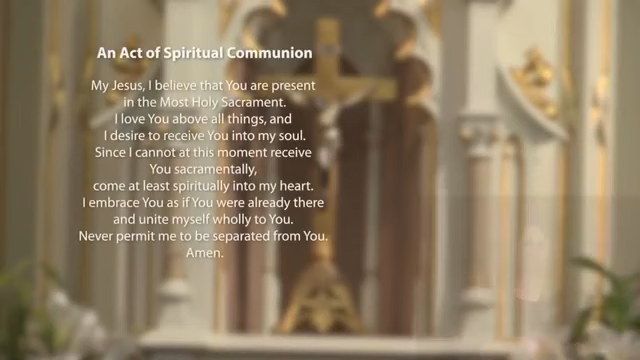 An Act of Spiritual Communion
My Jesus, I believe that You are present
in the Most Holy Sacrament.
I love You above all things, and
I desire to receive You into my soul.
Since I cannot at this moment receive
You sacramentally,
come at least spiritually into my heart.
I embrace You as if You were already there
and unite myself wholly to You.
Never permit me to be separated from You.
Amen.